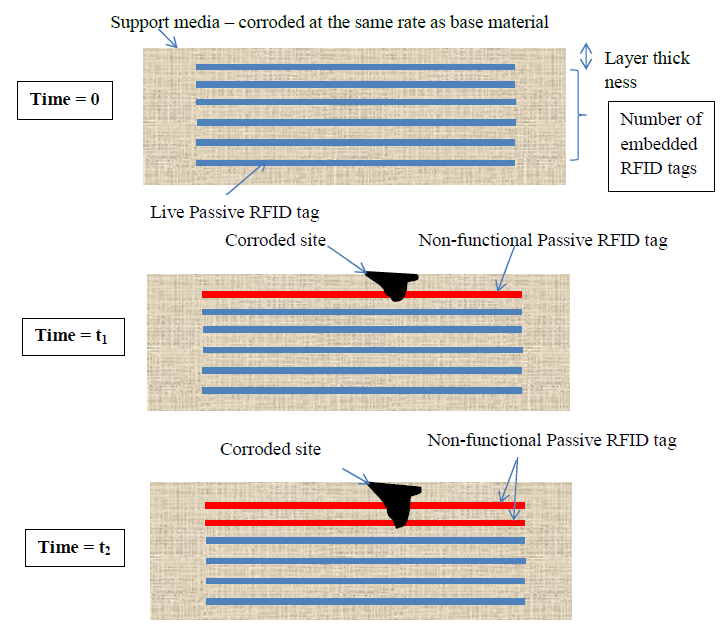 Support media – corroded at the same rate as base material
Time = 0
Layer thick
ness
Number of
embedded
RFID tags
Live Passive RFID tag
Corroded site
Non-functional Passive RFID tag
Time = t₁
Corroded site
Non-functional Passive RFID tag
Time = t₂